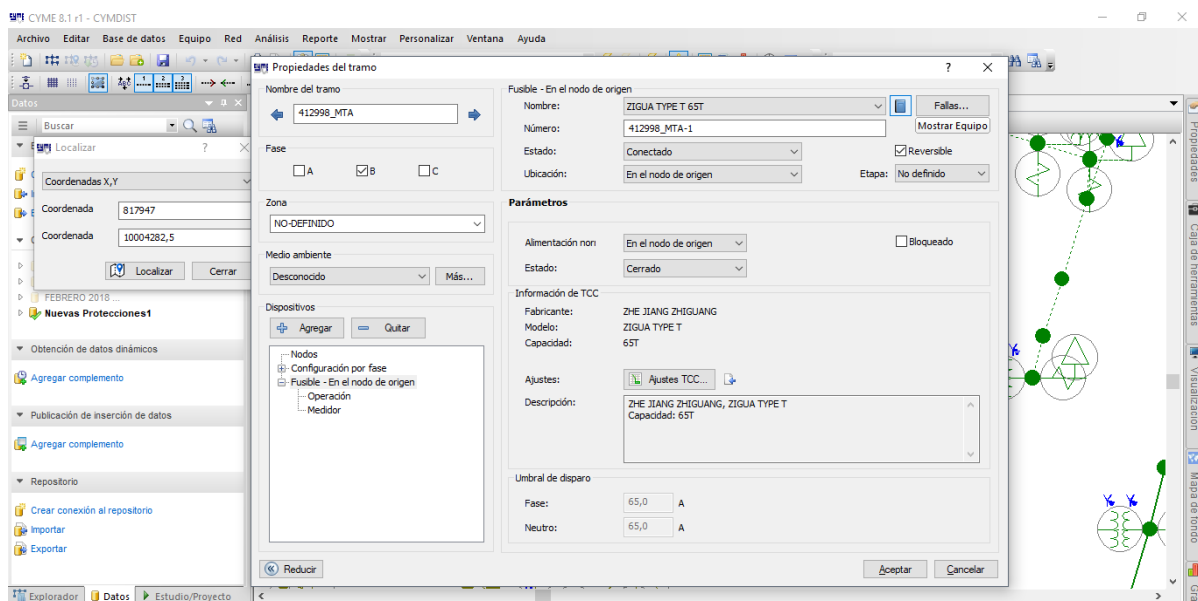 CYME 8.1 r1 - CYMDIST
Archivo Editar Base de datos Equipo Red Análisis Reporte Mostrar Personalizar Ventana Ayuda
Datos
Buscar
Localizar
Coordenadas X,Y
Coordenada 817947
Coordenada 10004282,5
Localizar Cerrar
FEBRERO 2018 ...
Nuevas Protecciones1
Obtención de datos dinámicos
Agregar complemento
Publicación de inserción de datos
Agregar complemento
Repositorio
Crear conexión al repositorio
Importar
Exportar
Explorador Datos Estudio/Proyecto
Propiedades del tramo
Nombre del tramo
412998_MTA
Fase
A B C
Zona
NO-DEFINIDO
Medio ambiente
Desconocido Más...
Dispositivos
Agregar Quitar
Nodos
Configuración por fase
Fusible - En el nodo de origen
Operación
Medidor
Reducir
Fusible - En el nodo de origen
Nombre: ZIGUA TYPE T 65T Fallas...
Número: 412998_MTA-1 Mostrar Equipo
Estado: Conectado Reversible
Ubicación: En el nodo de origen Etapa: No definido
Parámetros
Alimentación nor En el nodo de origen Bloqueado
Estado: Cerrado
Información de TCC
Fabricante: ZHE JIANG ZHIGUANG
Modelo: ZIGUA TYPE T
Capacidad: 65T
Ajustes: Ajustes TCC...
Descripción: ZHE JIANG ZHIGUANG, ZIGUA TYPE T
Capacidad: 65T
Umbral de disparo
Fase: 65,0 A
Neutro: 65,0 A
Aceptar Cancelar
Propiedades
Caja de herramientas
Visualización
Mapa de fondo